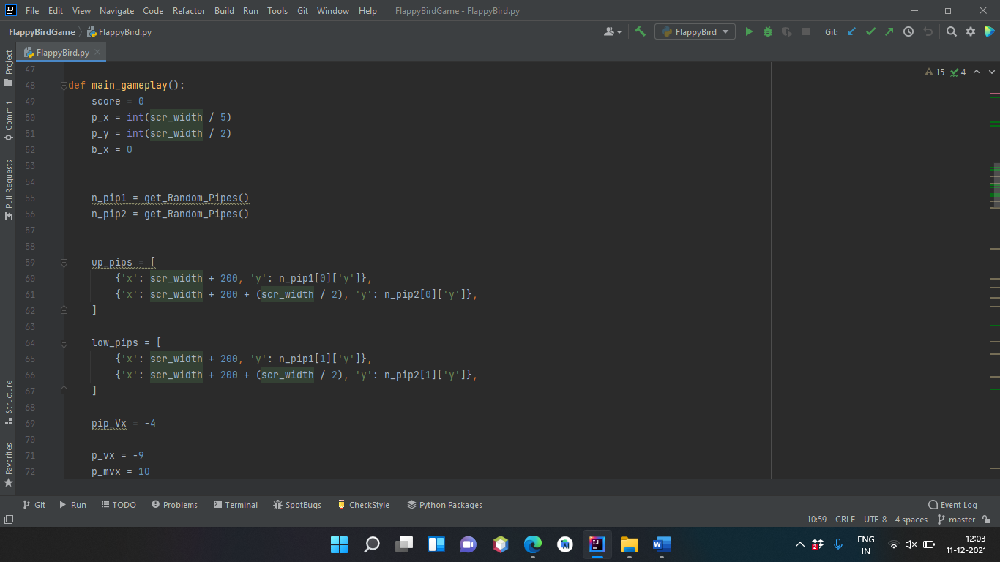 File Edit View Navigate Code Refactor Build Run Tools Git Window Help FlappyBirdGame - FlappyBird.py
FlappyBirdGame FlappyBird.py FlappyBird Git:
FlappyBird.py
Project
Commit
Pull Requests
Structure
Favorites
15 4
47
48 def main_gameplay():
49 score = 0
50 p_x = int(scr_width / 5)
51 p_y = int(scr_width / 2)
52 b_x = 0
53
54
55 n_pip1 = get_Random_Pipes()
56 n_pip2 = get_Random_Pipes()
57
58
59 up_pips = [
60 {'x': scr_width + 200, 'y': n_pip1[0]['y']},
61 {'x': scr_width + 200 + (scr_width / 2), 'y': n_pip2[0]['y']},
62 ]
63
64 low_pips = [
65 {'x': scr_width + 200, 'y': n_pip1[1]['y']},
66 {'x': scr_width + 200 + (scr_width / 2), 'y': n_pip2[1]['y']},
67 ]
68
69 pip_Vx = -4
70
71 p_vx = -9
72 p_mvx = 10
Git Run TODO Problems Terminal SpotBugs CheckStyle Python Packages Event Log
10:59 CRLF UTF-8 4 spaces master
ENG 12:03
IN 11-12-2021